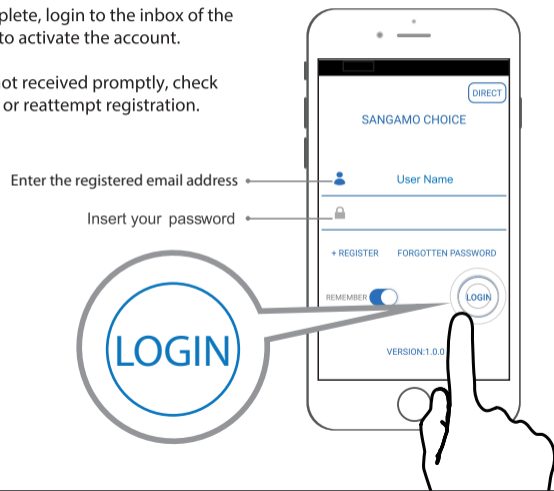 plete, login to the inbox of the
to activate the account.
not received promptly, check
or reattempt registration.
DIRECT
SANGAMO CHOICE
Enter the registered email address
User Name
Insert your password
+ REGISTER FORGOTTEN PASSWORD
REMEMBER
LOGIN
LOGIN
VERSION:1.0.0